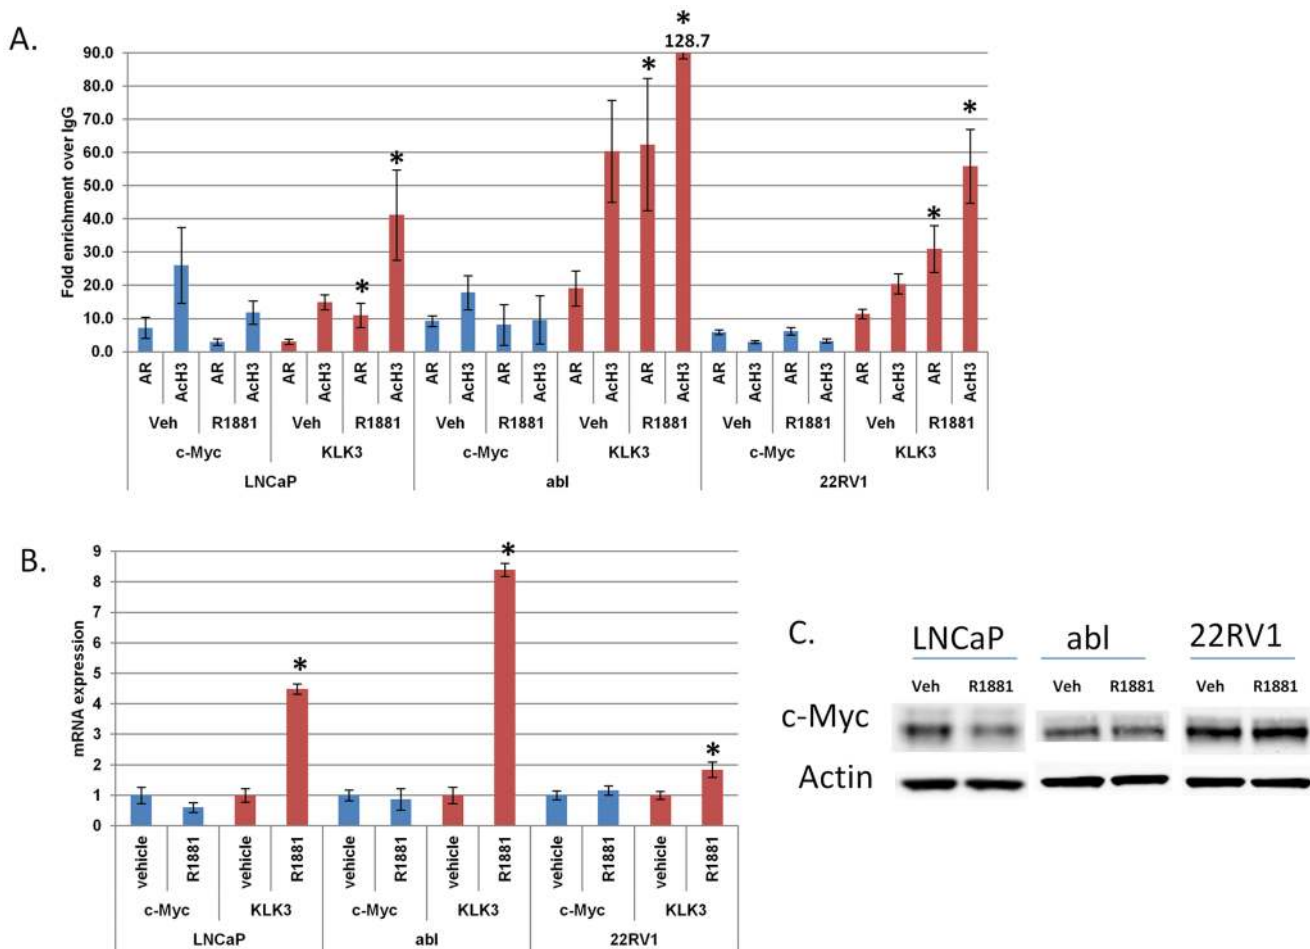 A.
*
128.7
90.0
80.0
70.0
60.0
50.0
40.0
30.0
20.0
10.0
0.0
Fold enrichment over IgG
* * * * * *
AR AcH3 AR AcH3 AR AcH3 AR AcH3 AR AcH3 AR AcH3 AR AcH3 AR AcH3 AR AcH3 AR AcH3 AR AcH3 AR AcH3
Veh R1881 Veh R1881 Veh R1881 Veh R1881 Veh R1881 Veh R1881
c-Myc KLK3 c-Myc KLK3 c-Myc KLK3
LNCaP abl 22RV1
B.
9
8
7
6
5
4
3
2
1
0
mRNA expression
* * *
vehicle R1881 vehicle R1881 vehicle R1881 vehicle R1881 vehicle R1881 vehicle R1881
c-Myc KLK3 c-Myc KLK3 c-Myc KLK3
LNCaP abl 22RV1
C.
LNCaP abl 22RV1
Veh R1881 Veh R1881 Veh R1881
c-Myc
Actin